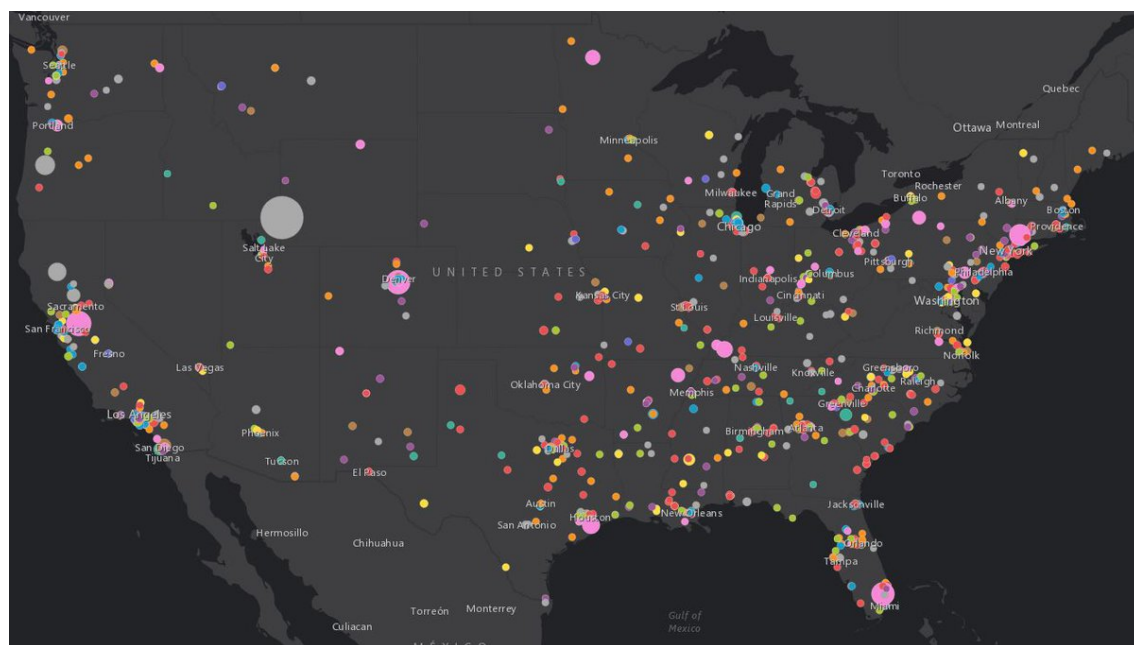 Vancouver
Quebec
Seattle
Ottawa
Montreal
Portland
Minneapolis
Toronto
Rochester
Milwaukee
Grand
Rapids
Buffalo
Albany
Detroit
Boston
Chicago
Providence
Cleveland
Salt Lake
City
New York
Pittsburgh
UNITED STATES
Denver
Indianapolis
Columbus
Philadelphia
Kansas City
Cincinnati
Washington
Sacramento
St Louis
Louisville
San Francisco
Richmond
Fresno
Norfolk
Las Vegas
Nashville
Knoxville
Greensboro
Raleigh
Oklahoma City
Memphis
Charlotte
Greenville
Los Angeles
Phoenix
Birmingham
Atlanta
San Diego
Dallas
Tijuana
Tucson
El Paso
Austin
Jacksonville
New Orleans
Houston
San Antonio
Hermosillo
Chihuahua
Orlando
Tampa
Torreón
Monterrey
Miami
Gulf of
Mexico
Culiacan
MÉXICO